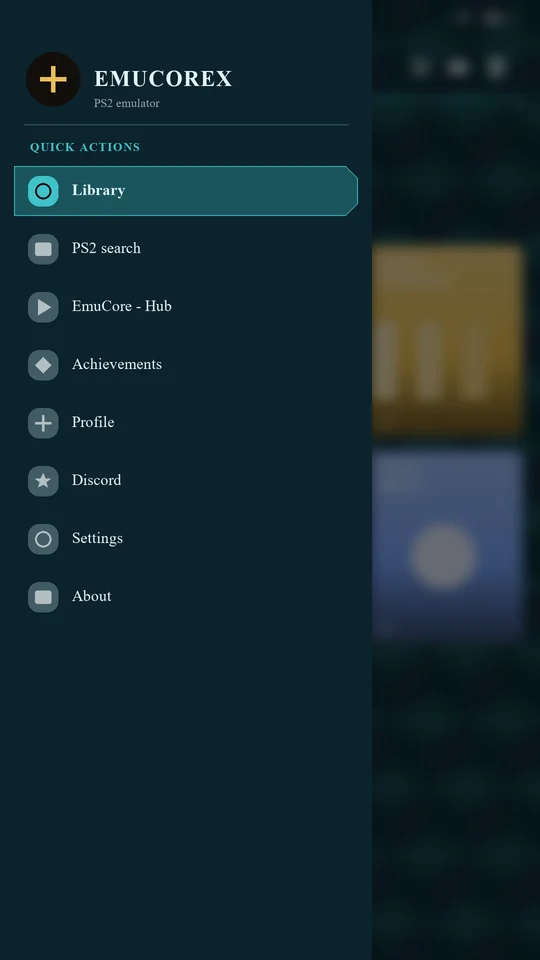 EMUCOREX
PS2 emulator
QUICK ACTIONS
Library
PS2 search
EmuCore - Hub
Achievements
Profile
Discord
Settings
About